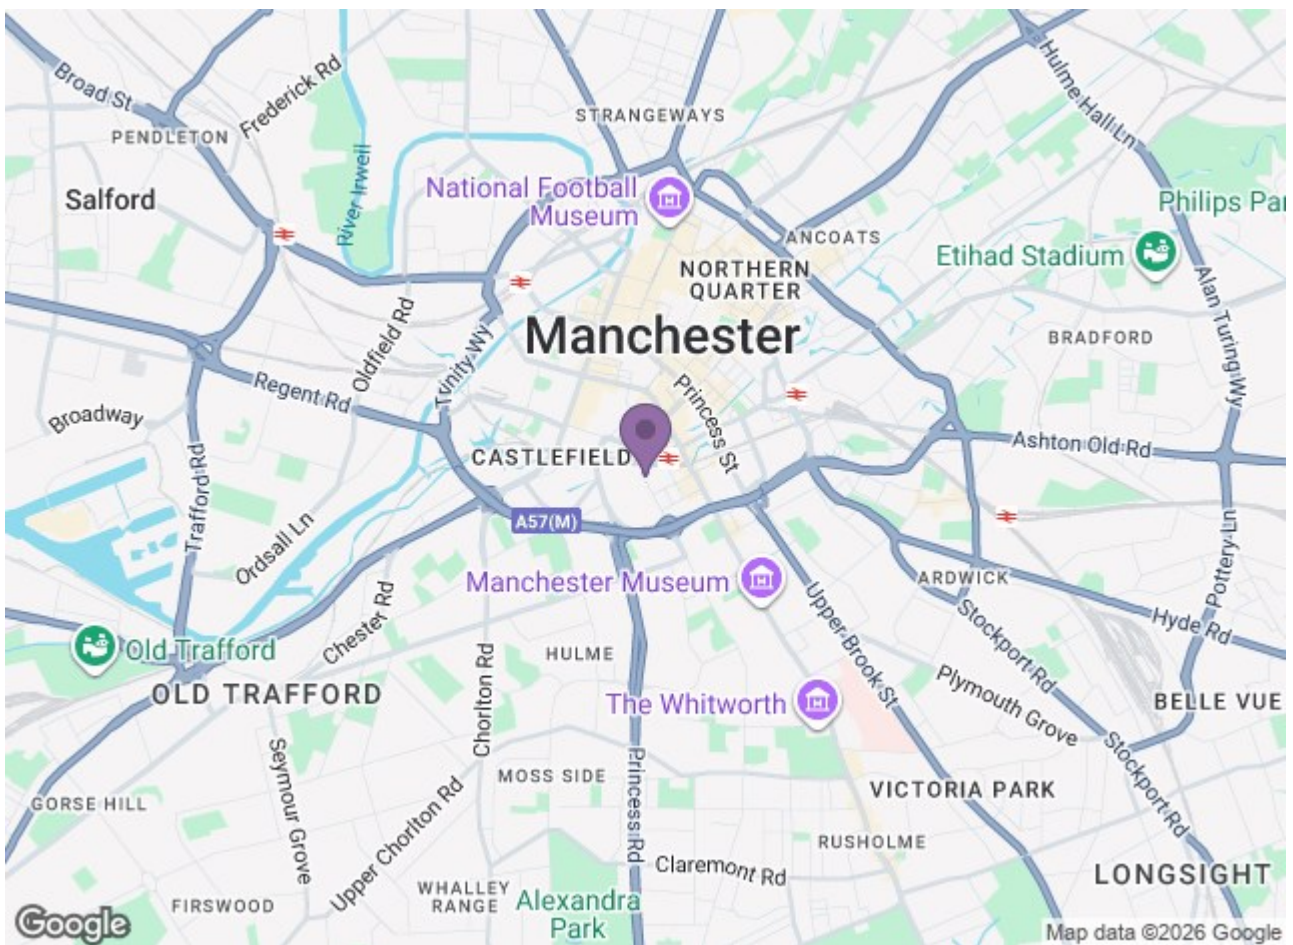 Broad St
Frederick Rd
Hulme Hall Ln
STRANGEWAYS
PENDLETON
River Irwell
National Football
Museum
Salford
Philips Par
ANCOATS
Etihad Stadium
NORTHERN
QUARTER
Alan Turing Wy
Oldfield Rd
Manchester
BRADFORD
Trinity Wy
Regent Rd
Princess St
Broadway
Ashton Old Rd
CASTLEFIELD
Trafford Rd
A57(M)
Ordsall Ln
Pottery Ln
Manchester Museum
ARDWICK
Chester Rd
Upper Brook St
Stockport Rd
Hyde Rd
Old Trafford
HULME
OLD TRAFFORD
Chorlton Rd
The Whitworth
Plymouth Grove
BELLE VUE
Seymour Grove
MOSS SIDE
Princess Rd
Stockport Rd
VICTORIA PARK
GORSE HILL
Upper Chorlton Rd
RUSHOLME
Claremont Rd
LONGSIGHT
WHALLEY
RANGE
Alexandra
Park
FIRSWOOD
Google
Map data ©2026 Google